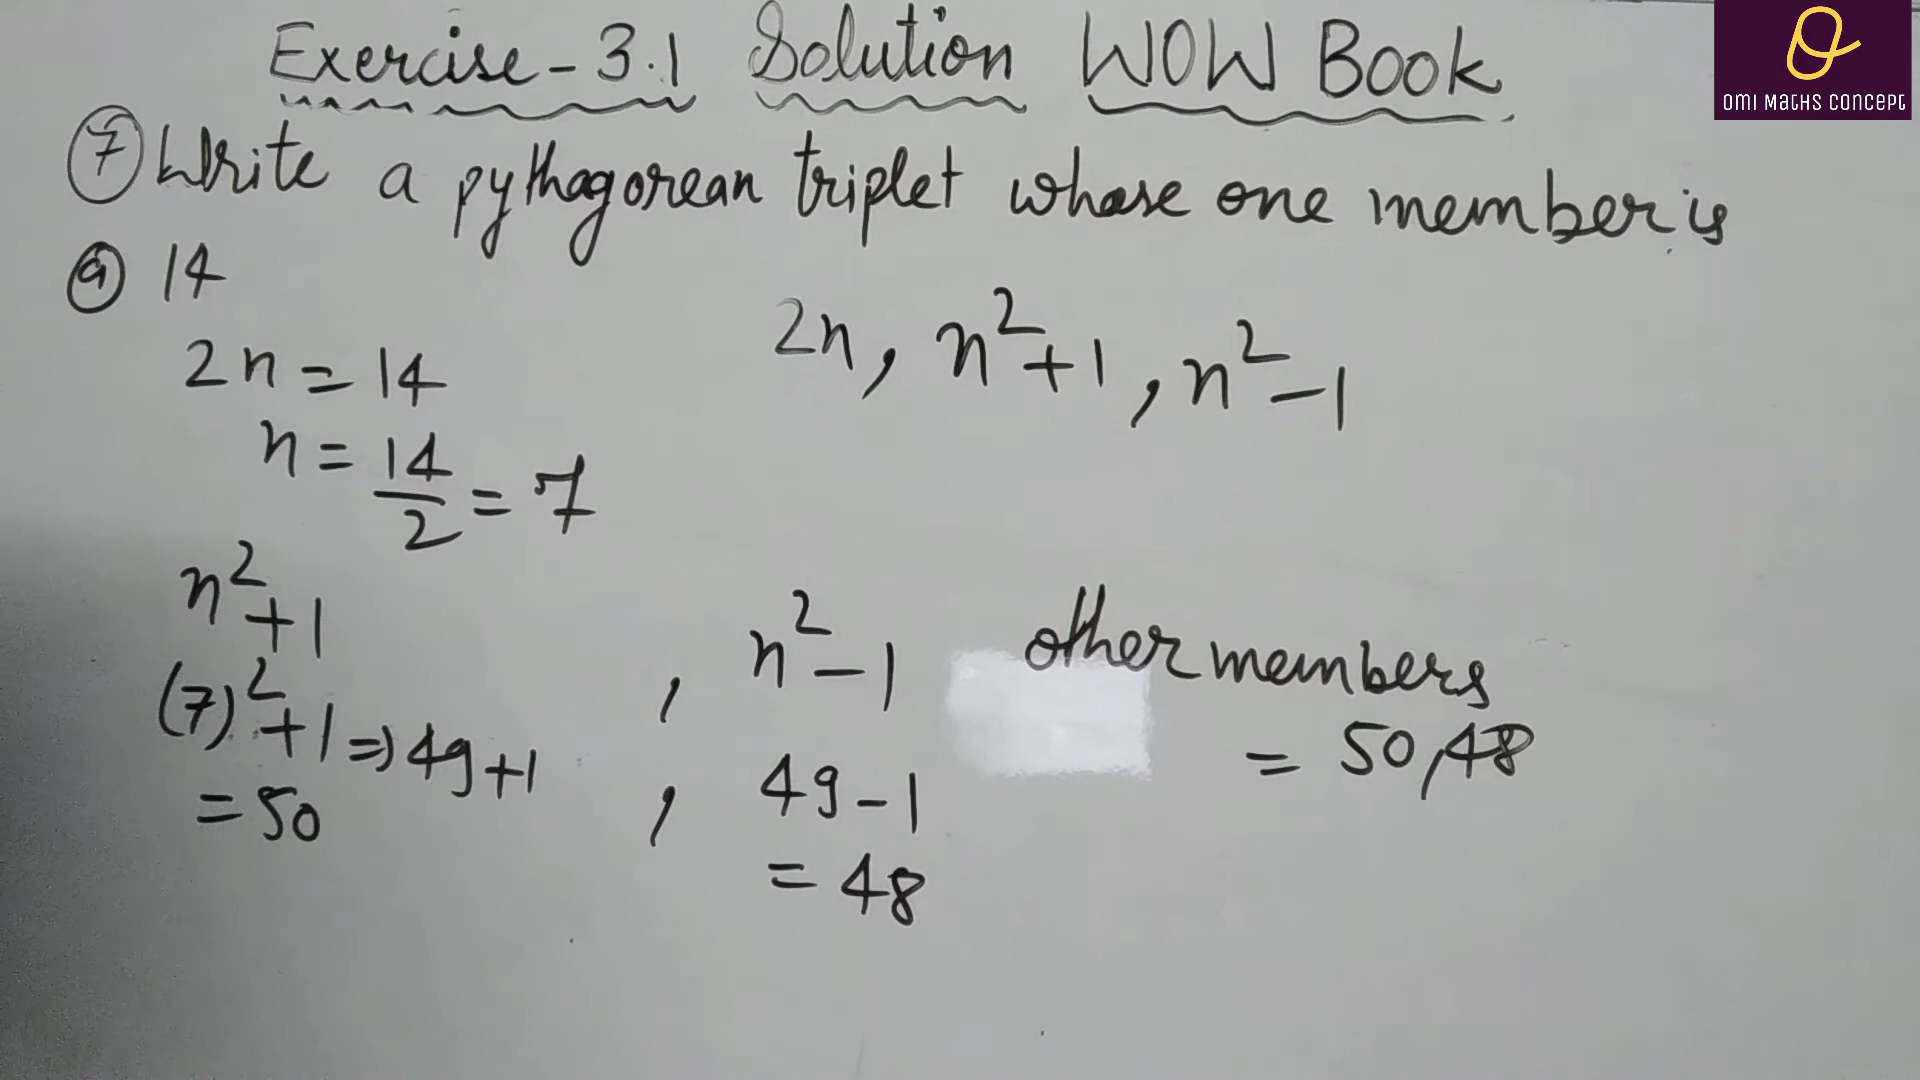 Exercise-3.1 Solution WOW Book
OMI MATHS CONCEPT
⑦ Write a pythagorean triplet whose one member is
ⓐ 14
2n, n²+1, n²-1
2n = 14
n = 14/2 = 7
n²+1, n²-1
other members
(7)²+1 ⇒ 49+1, 49-1
= 50, 48
= 50
= 48